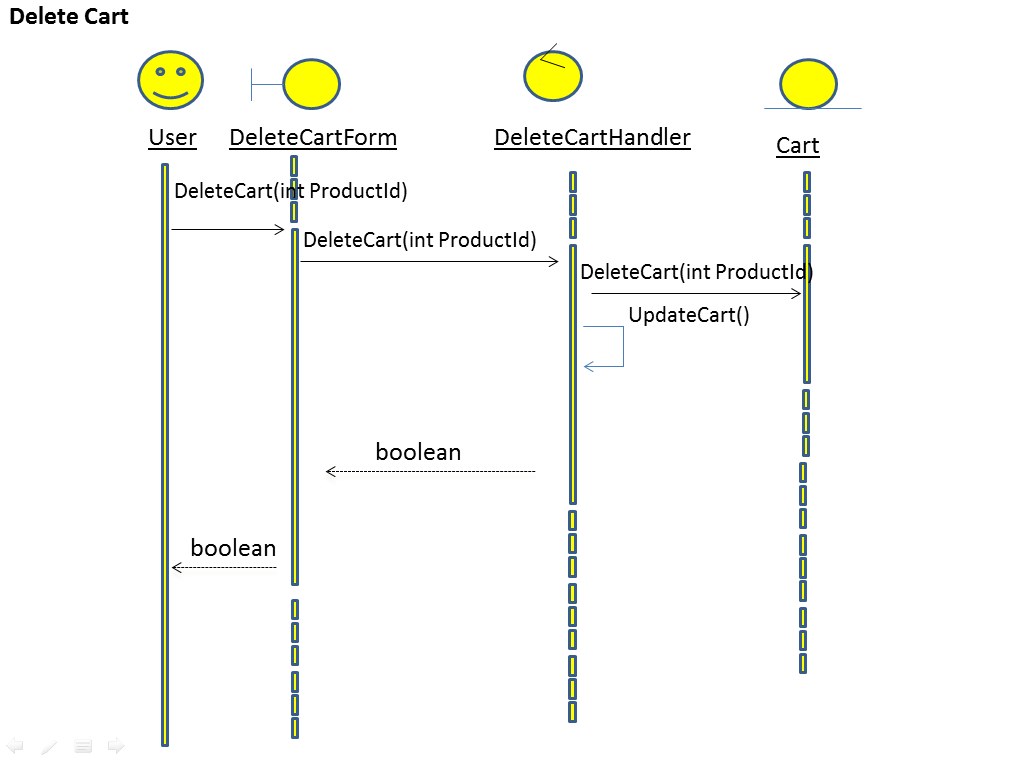 Delete Cart
User
DeleteCartForm
DeleteCartHandler
Cart
DeleteCart(int ProductId)
DeleteCart(int ProductId)
DeleteCart(int ProductId)
UpdateCart()
boolean
boolean